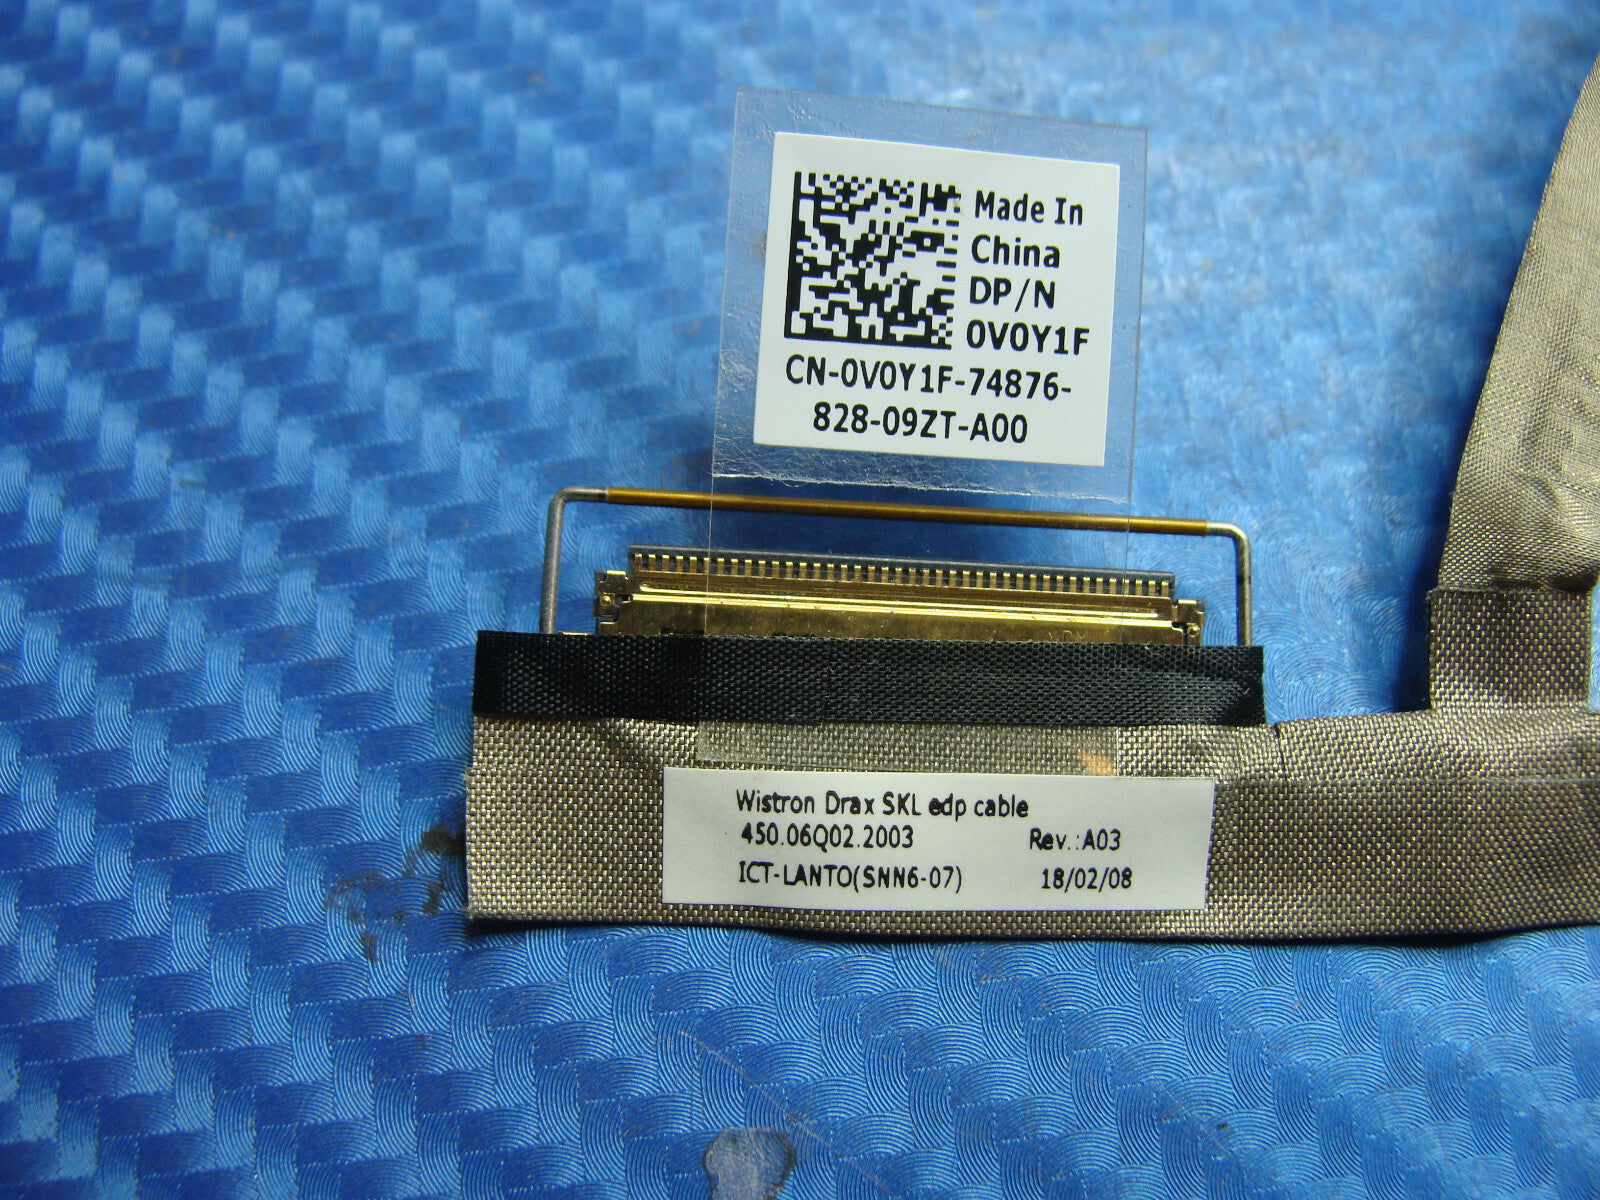 Made In
China
DP/N
0V0Y1F
CN-0V0Y1F-74876-
828-09ZT-A00
Wistron Drax SKL edp cable
450.06Q02.2003 Rev.:A03
ICT-LANTO(SNN6-07) 18/02/08